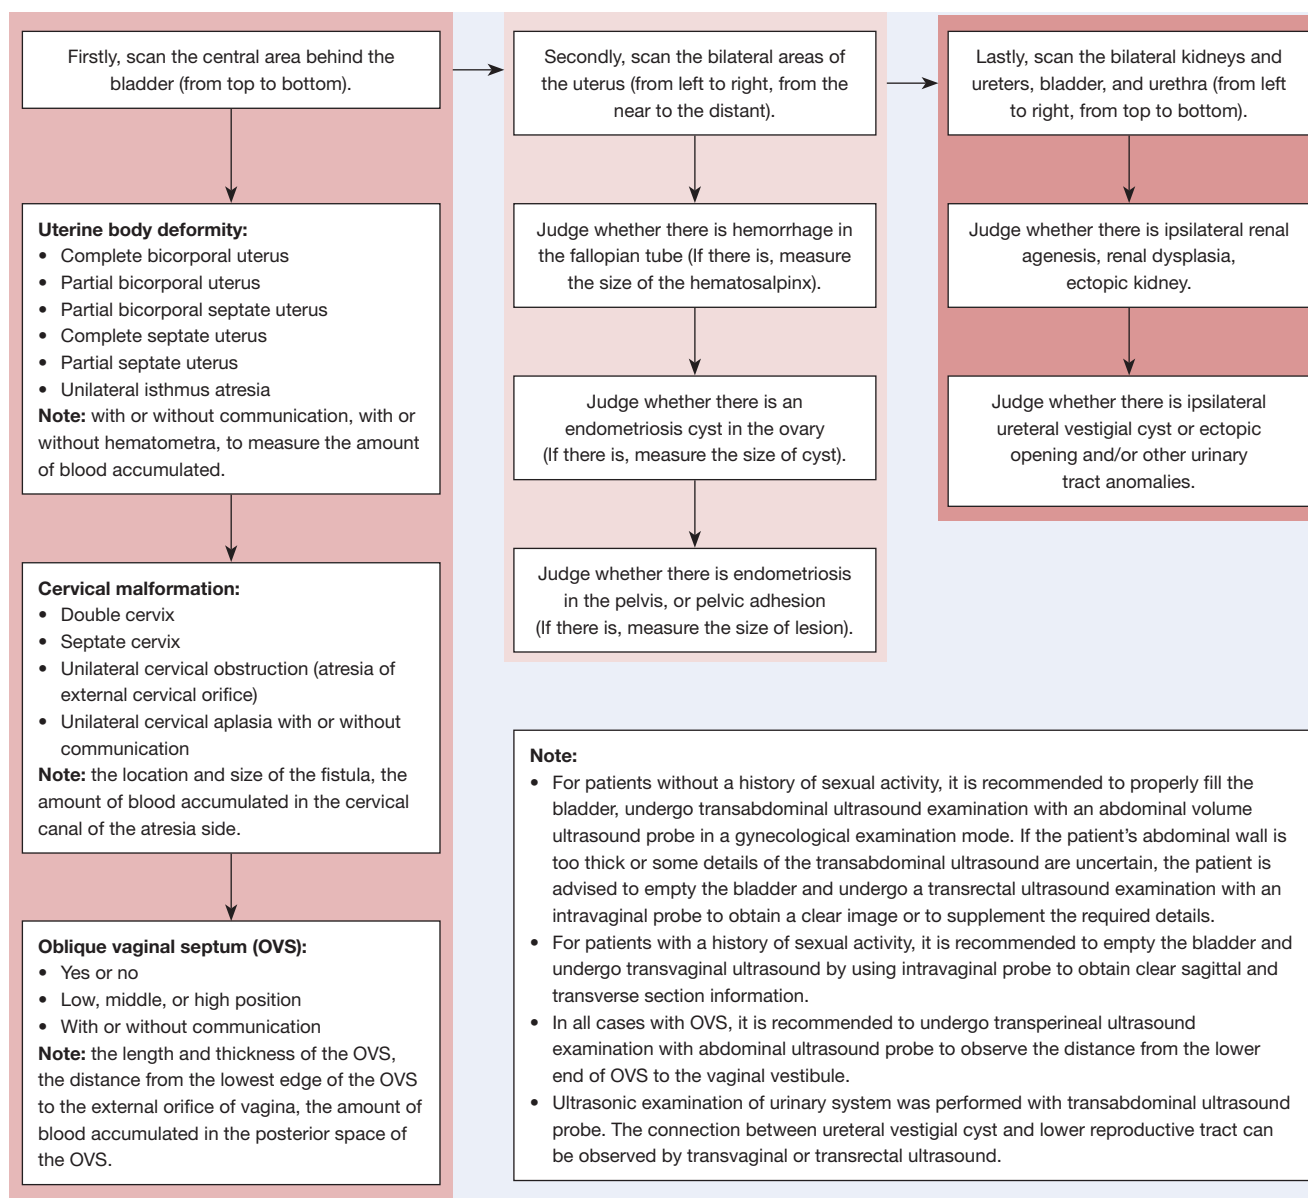 Firstly, scan the central area behind the
bladder (from top to bottom).
Uterine body deformity:
• Complete bicorporal uterus
• Partial bicorporal uterus
• Partial bicorporal septate uterus
• Complete septate uterus
• Partial septate uterus
• Unilateral isthmus atresia
Note: with or without communication, with or
without hematometra, to measure the amount
of blood accumulated.
Cervical malformation:
• Double cervix
• Septate cervix
• Unilateral cervical obstruction (atresia of
external cervical orifice)
• Unilateral cervical aplasia with or without
communication
Note: the location and size of the fistula, the
amount of blood accumulated in the cervical
canal of the atresia side.
Oblique vaginal septum (OVS):
• Yes or no
• Low, middle, or high position
• With or without communication
Note: the length and thickness of the OVS,
the distance from the lowest edge of the OVS
to the external orifice of vagina, the amount of
blood accumulated in the posterior space of
the OVS.
Secondly, scan the bilateral areas of
the uterus (from left to right, from the
near to the distant).
Judge whether there is hemorrhage in
the fallopian tube (If there is, measure
the size of the hematosalpinx).
Judge whether there is an
endometriosis cyst in the ovary
(If there is, measure the size of cyst).
Judge whether there is endometriosis
in the pelvis, or pelvic adhesion
(If there is, measure the size of lesion).
Lastly, scan the bilateral kidneys and
ureters, bladder, and urethra (from left
to right, from top to bottom).
Judge whether there is ipsilateral renal
agenesis, renal dysplasia,
ectopic kidney.
Judge whether there is ipsilateral
ureteral vestigial cyst or ectopic
opening and/or other urinary
tract anomalies.
Note:
• For patients without a history of sexual activity, it is recommended to properly fill the
bladder, undergo transabdominal ultrasound examination with an abdominal volume
ultrasound probe in a gynecological examination mode. If the patient's abdominal wall is
too thick or some details of the transabdominal ultrasound are uncertain, the patient is
advised to empty the bladder and undergo a transrectal ultrasound examination with an
intravaginal probe to obtain a clear image or to supplement the required details.
• For patients with a history of sexual activity, it is recommended to empty the bladder and
undergo transvaginal ultrasound by using intravaginal probe to obtain clear sagittal and
transverse section information.
• In all cases with OVS, it is recommended to undergo transperineal ultrasound
examination with abdominal ultrasound probe to observe the distance from the lower
end of OVS to the vaginal vestibule.
• Ultrasonic examination of urinary system was performed with transabdominal ultrasound
probe. The connection between ureteral vestigial cyst and lower reproductive tract can
be observed by transvaginal or transrectal ultrasound.